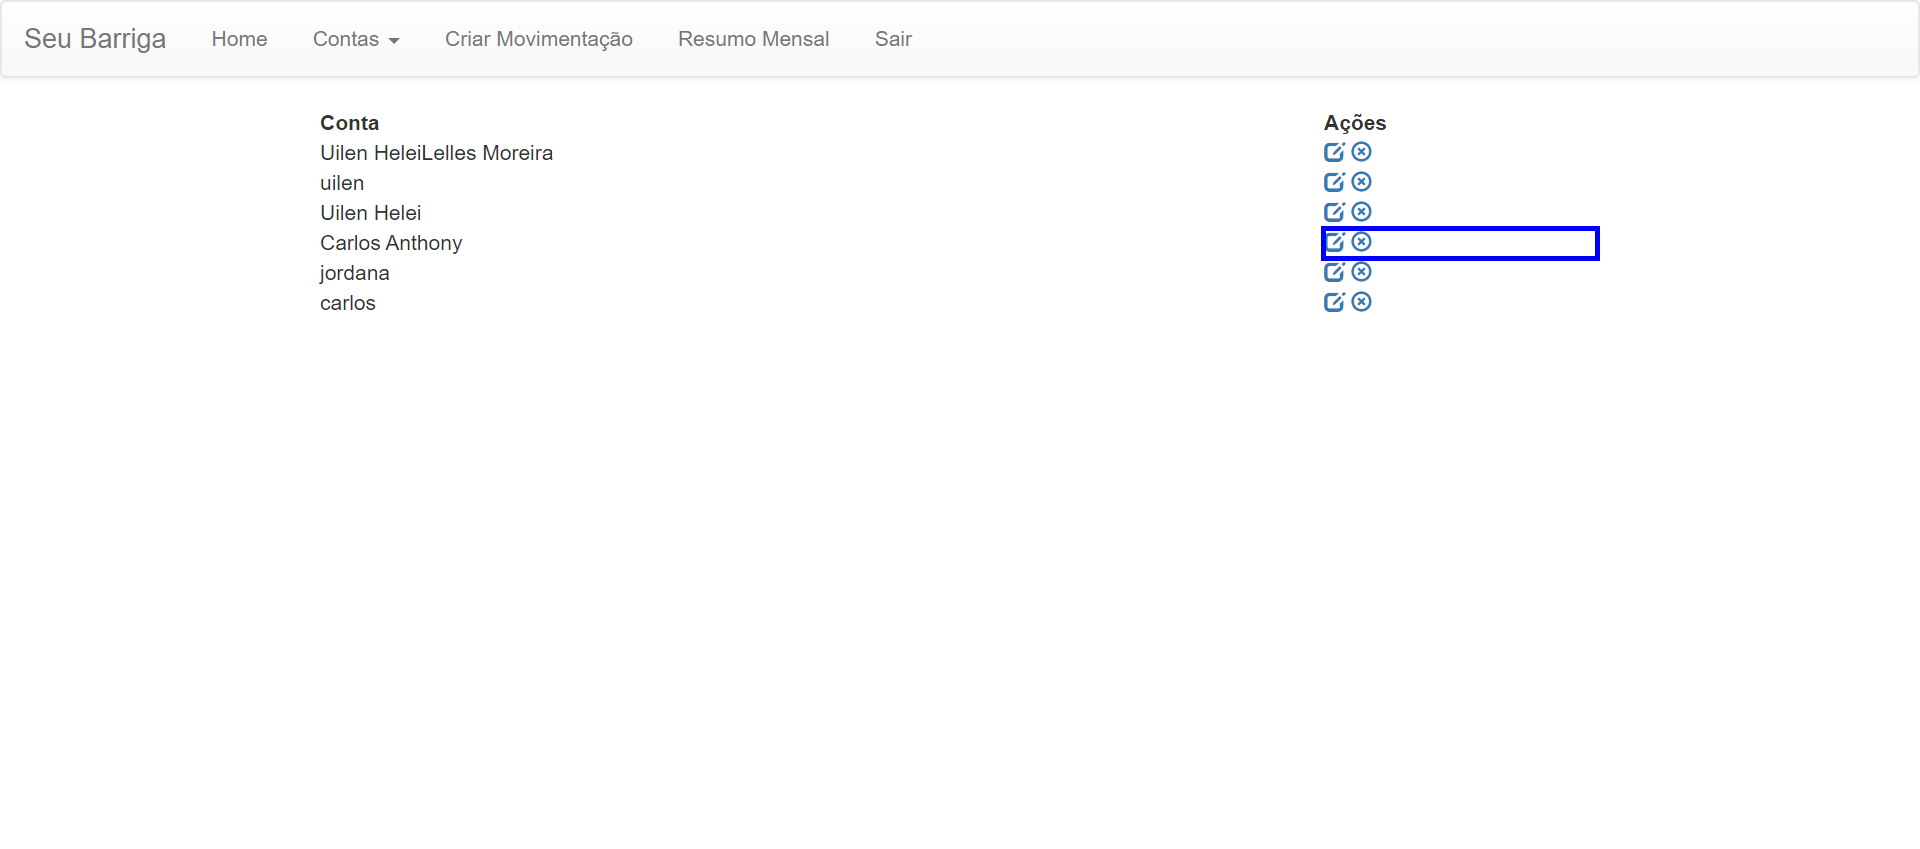 Seu Barriga Home Contas Criar Movimentação Resumo Mensal Sair
Conta Ações
Uilen HeleiLelles Moreira
uilen
Uilen Helei
Carlos Anthony
jordana
carlos